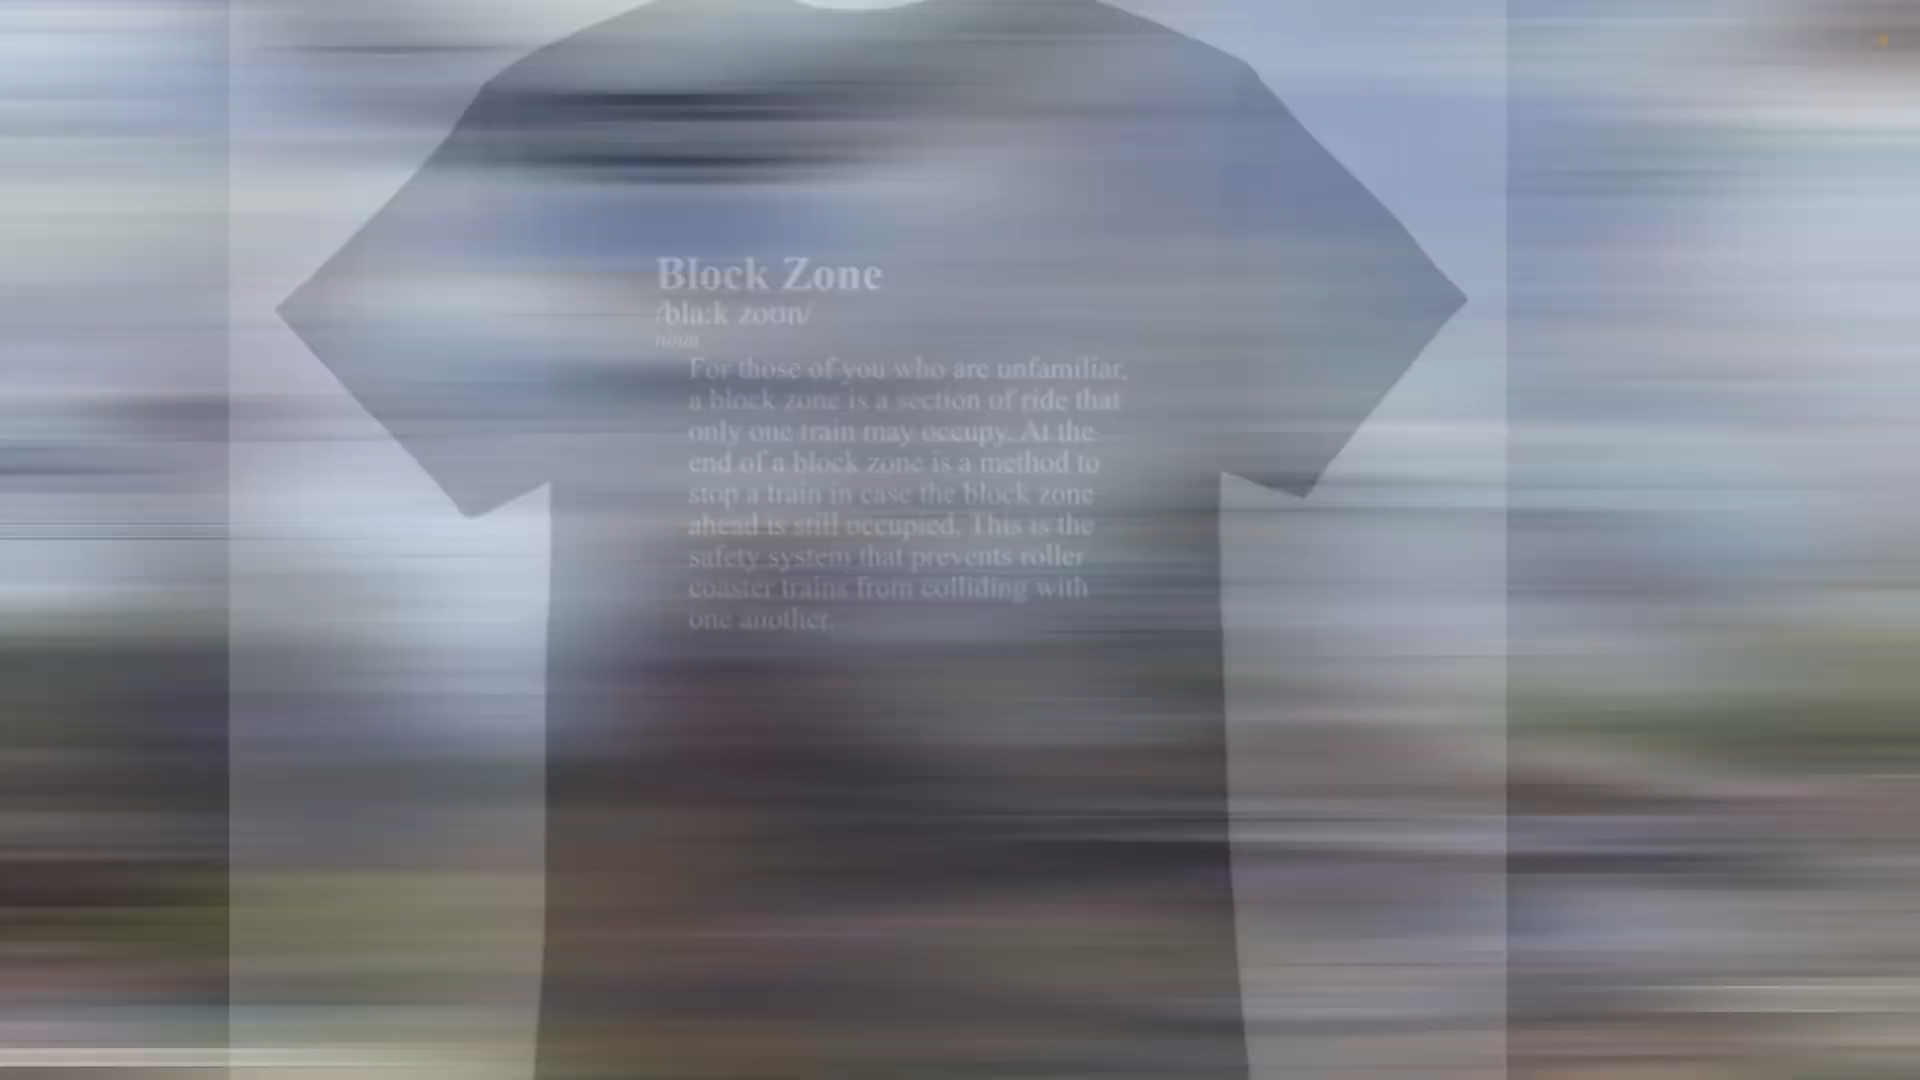 Block Zone
/blɑːk zoʊn/
noun
For those of you who are unfamiliar,
a block zone is a section of ride that
only one train may occupy. At the
end of a block zone is a method to
stop a train in case the block zone
ahead is still occupied. This is the
safety system that prevents roller
coaster trains from colliding with
one another.